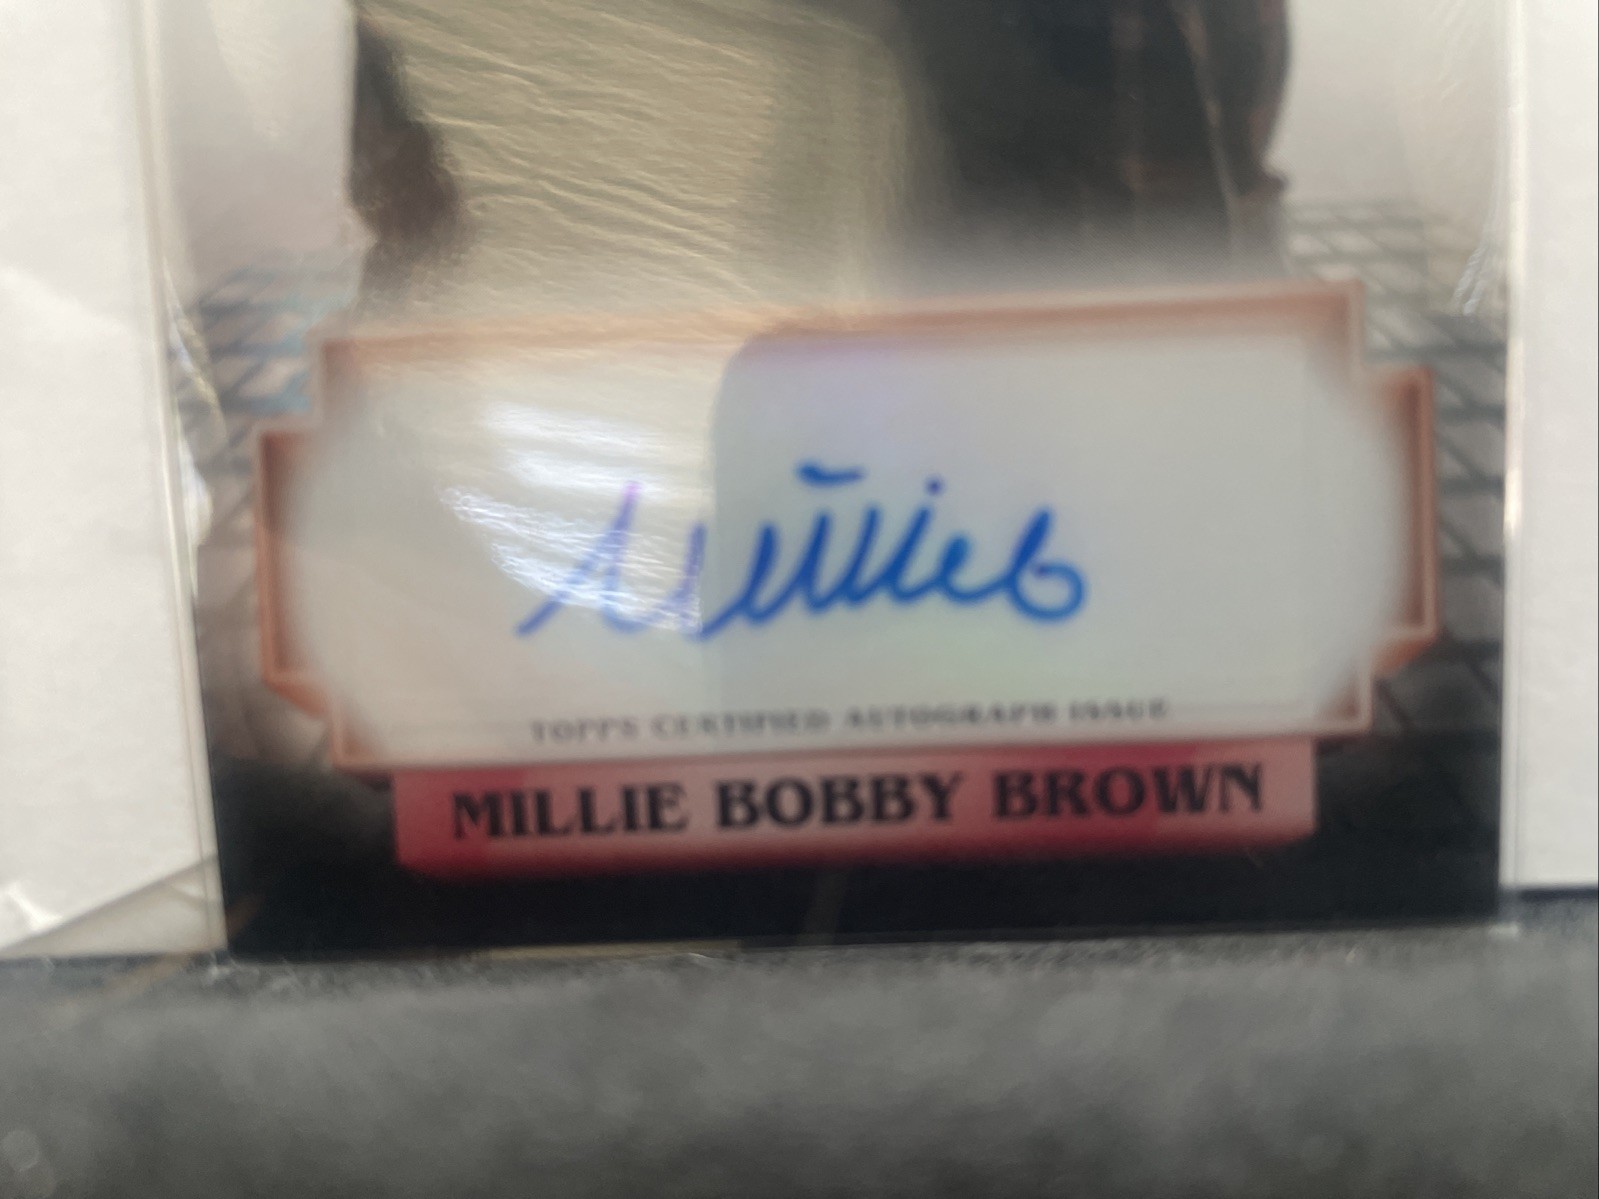 Millie B
TOPPS CERTIFIED AUTOGRAPH ISSUE
MILLIE BOBBY BROWN